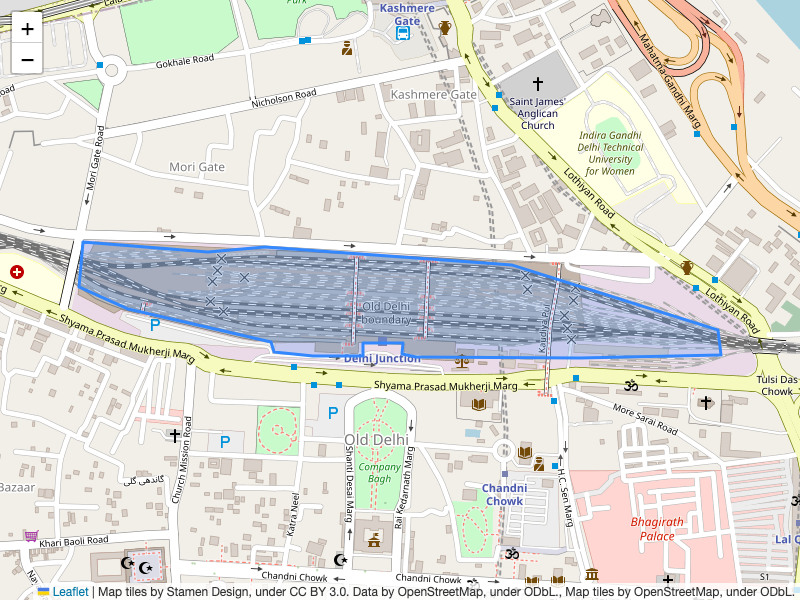 +
−
Park
Kashmere
Gate
Gokhale Road
Nicholson Road
Kashmere Gate
Saint James'
Anglican
Church
Mahatma Gandhi Marg
Indira Gandhi
Delhi Technical
University
for Women
Mori Gate Road
Mori Gate
Lothiyan Road
Lothiyan Road
Old Delhi
boundary
Kauria Pu
P
Shyama Prasad Mukherji Marg
Delhi Junction
Shyama Prasad Mukherji Marg
Tulsi Das
Chowk
P
P
Old Delhi
More Sarai Road
Church Mission Road
Shanti Desai Marg
Company
Bagh
Rai Kedarnath Marg
H.C. Sen Marg
گاندھی گلی
Bazaar
Katra Neel
Chandni
Chowk
Bhagirath
Palace
Khari Baoli Road
Lal Q
Chandni Chowk
Chandni Chowk
S1
Leaflet | Map tiles by Stamen Design, under CC BY 3.0. Data by OpenStreetMap, under ODbL., Map tiles by OpenStreetMap, under ODbL.